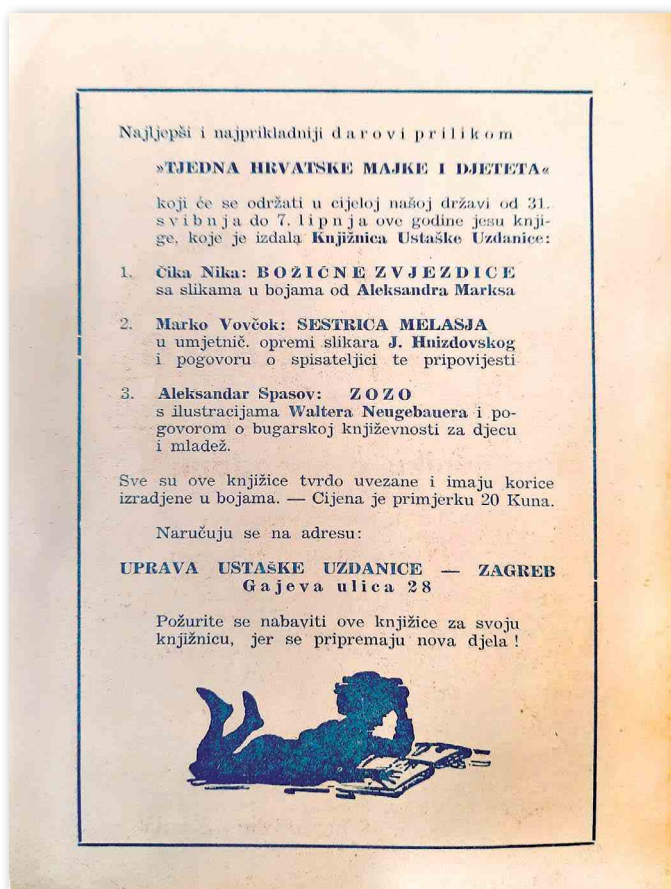 Najljepši i najprikladniji darovi prilikom
»TJEDNA HRVATSKE MAJKE I DJETETA«
koji će se održati u cijeloj našoj državi od 31.
svibnja do 7. lipnja ove godine jesu knji-
ge, koje je izdala Knjižnica Ustaške Uzdanice:
1. Čika Nika: BOŽIČNE ZVJEZDICE
sa slikama u bojama od Aleksandra Marksa
2. Marko Vovčok: SESTRICA MELASJA
u umjetnič. opremi slikara J. Hnizdovskog
i pogovoru o spisateljici te pripovijesti
3. Aleksandar Spasov: ZOZO
s ilustracijama Waltera Neugebauera i po-
govorom o bugarskoj književnosti za djecu
i mladež.
Sve su ove knjižice tvrdo uvezane i imaju korice
izradjene u bojama. — Cijena je primjerku 20 Kuna.
Naručuju se na adresu:
UPRAVA USTAŠKE UZDANICE — ZAGREB
Gajeva ulica 28
Požurite se nabaviti ove knjižice za svoju
knjižnicu, jer se pripremaju nova djela !